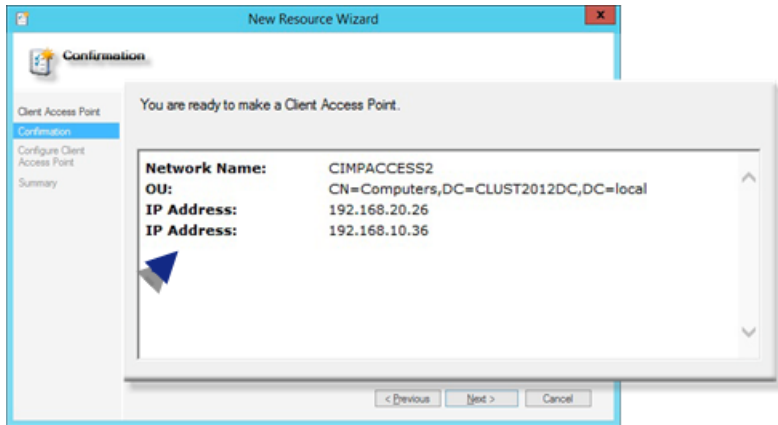 New Resource Wizard
x
Confirmation
Client Access Point
Confirmation
Configure Client
Access Point
Summary
You are ready to make a Client Access Point.
Network Name: CIMPACCESS2
OU: CN=Computers,DC=CLUST2012DC,DC=local
IP Address: 192.168.20.26
IP Address: 192.168.10.36
< Previous Next > Cancel